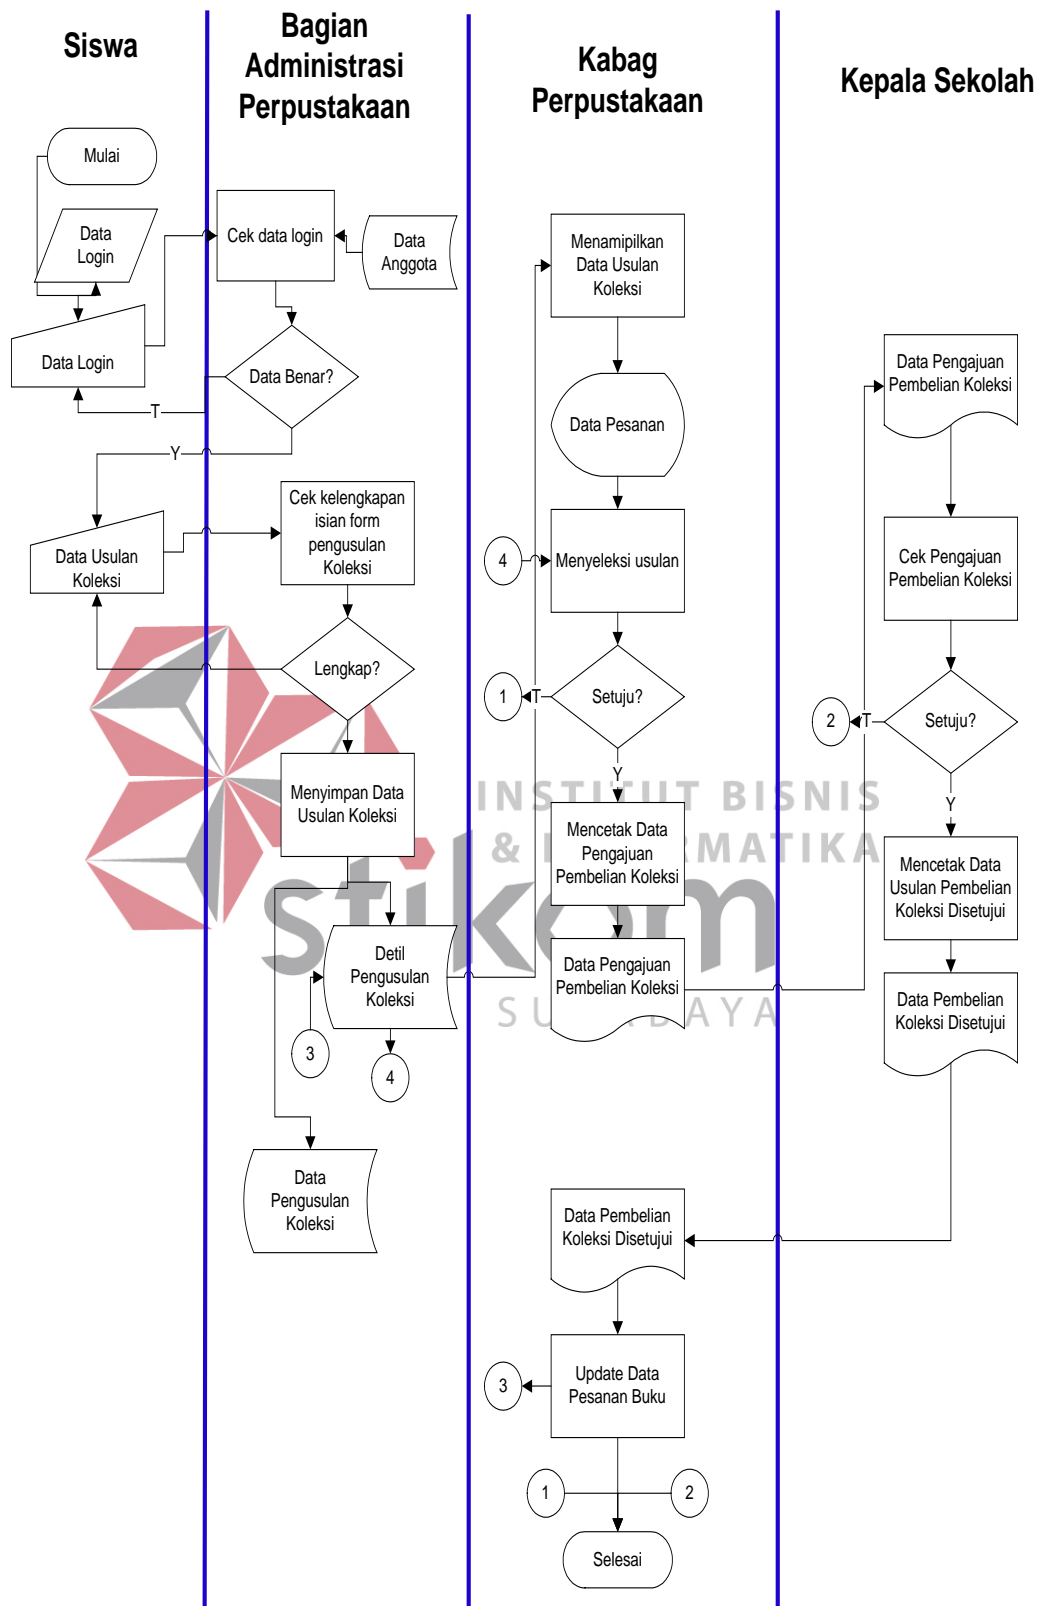 Siswa
Bagian
Administrasi
Perpustakaan
Kabag
Perpustakaan
Kepala Sekolah
Mulai
Data
Login
Data Login
T
Y
Data Usulan
Koleksi
Cek data login
Data
Anggota
Data Benar?
Cek kelengkapan
isian form
pengusulan
Koleksi
Lengkap?
Menyimpan Data
Usulan Koleksi
Detil
Pengusulan
Koleksi
3
4
Data
Pengusulan
Koleksi
Menamipilkan
Data Usulan
Koleksi
Data Pesanan
4
Menyeleksi usulan
1
T
Setuju?
Y
Mencetak Data
Pengajuan
Pembelian Koleksi
Data Pengajuan
Pembelian Koleksi
Data Pembelian
Koleksi Disetujui
3
Update Data
Pesanan Buku
1
2
Selesai
Data Pengajuan
Pembelian Koleksi
Cek Pengajuan
Pembelian Koleksi
2
T
Setuju?
Y
Mencetak Data
Usulan Pembelian
Koleksi Disetujui
Data Pembelian
Koleksi Disetujui
INSTITUT BISNIS
&
stikom